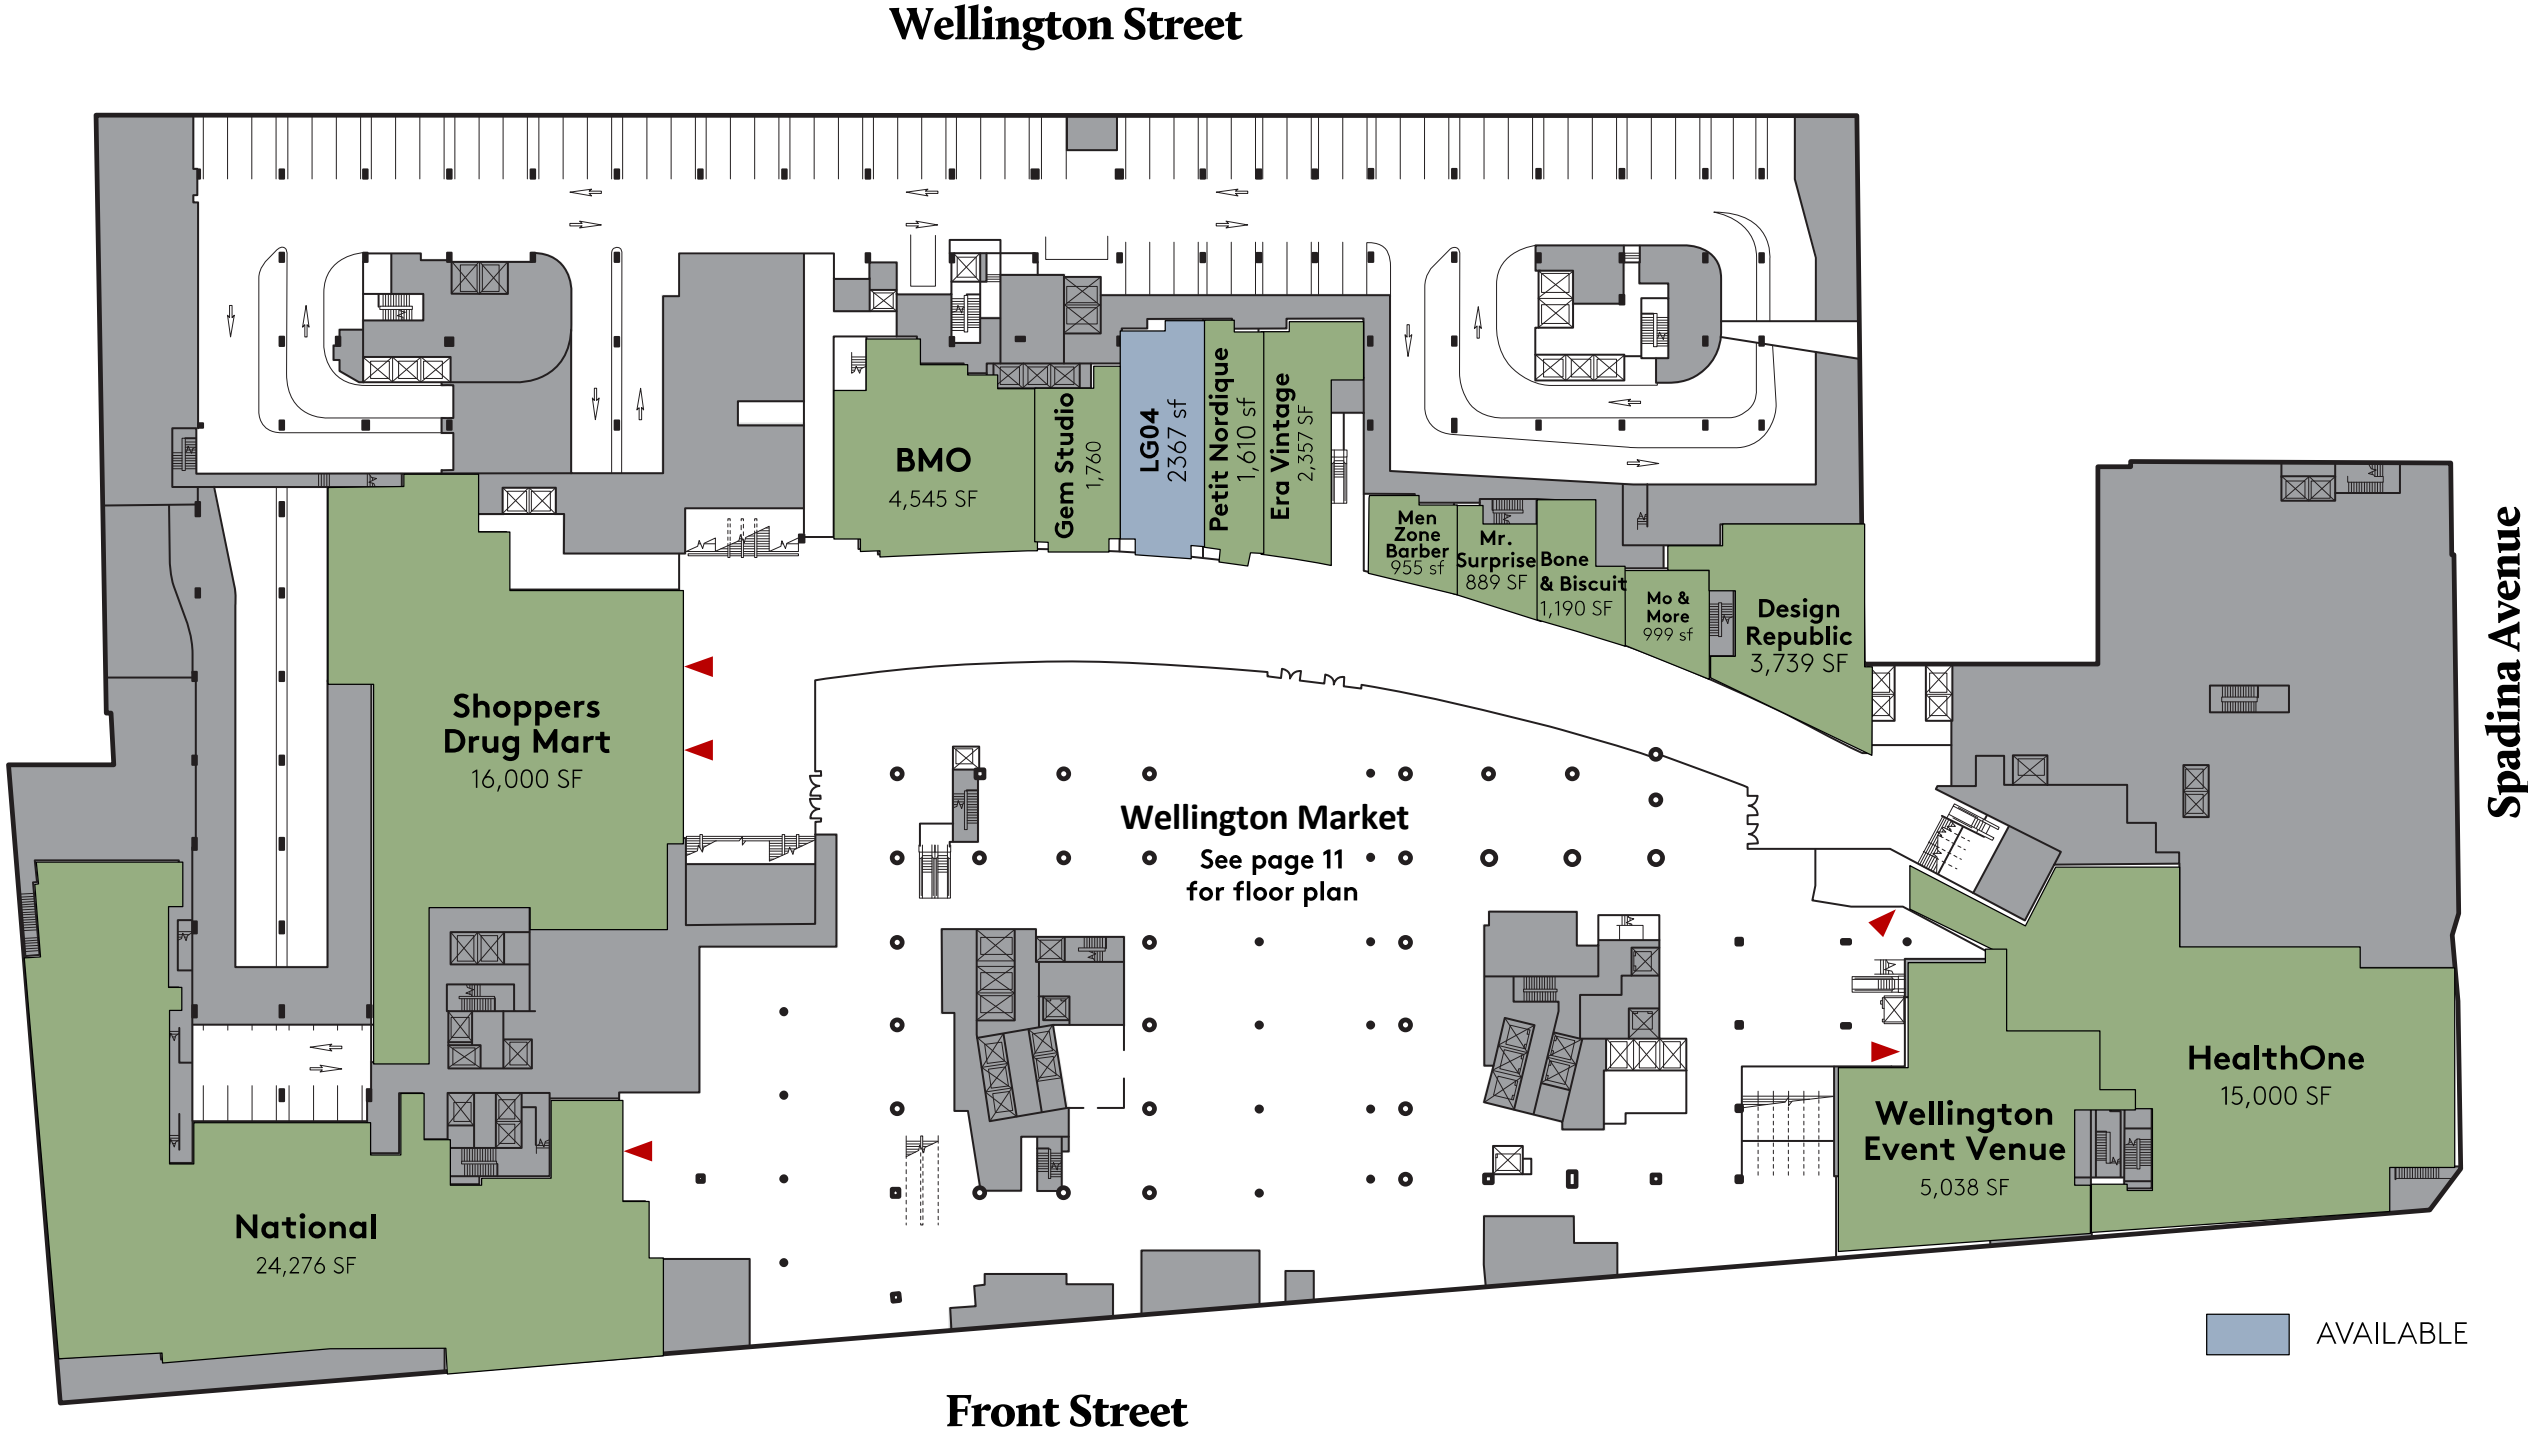 Wellington Street
BMO
4,545 SF
Gem Studio
1,760
LG04
2367 sf
Petit Nordique
1,610 sf
Era Vintage
2,357 SF
Men
Zone
Barber
955 sf
Mr.
Surprise
889 SF
Bone
& Biscuit
1,190 SF
Mo &
More
999 sf
Design
Republic
3,739 SF
Spadina Avenue
Shoppers
Drug Mart
16,000 SF
Wellington Market
See page 11
for floor plan
HealthOne
15,000 SF
Wellington
Event Venue
5,038 SF
National
24,276 SF
AVAILABLE
Front Street